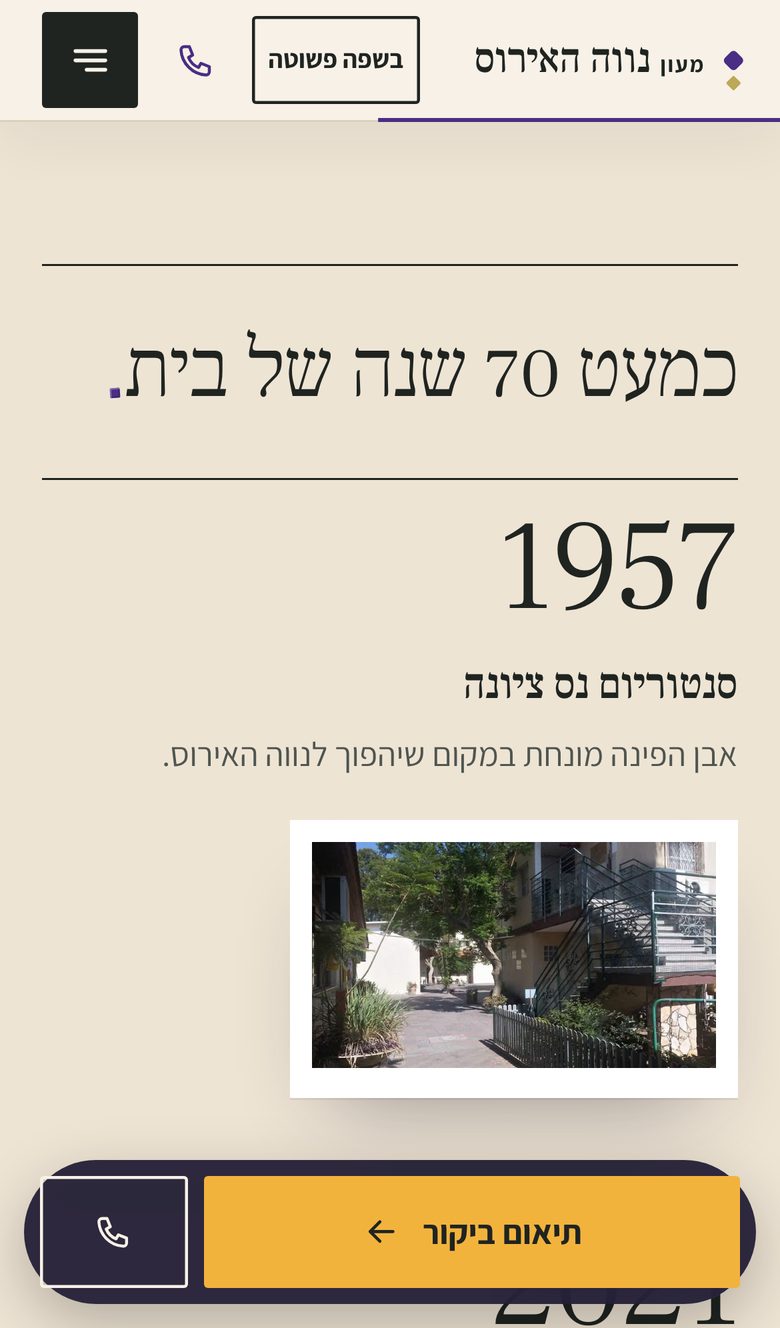 מעון נווה האירוס
בשפה פשוטה
כמעט 70 שנה של בית.
1957
סנטוריום נס ציונה
אבן הפינה מונחת במקום שיהפוך לנווה האירוס.
תיאום ביקור
2021